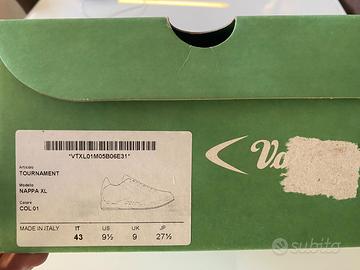 *VTXL01M05B06E31*
Articolo
TOURNAMENT
Modello
NAPPA XL
Colore
COL.01
MADE IN ITALY
IT US UK JP
43 9½ 9 27½
subito